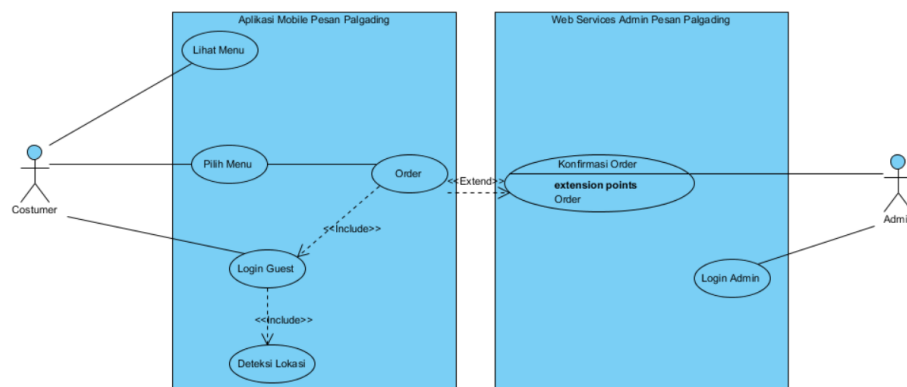 Aplikasi Mobile Pesan Palgading
Web Services Admin Pesan Palgading
Lihat Menu
Pilih Menu
Order
<<Extend>>
Konfirmasi Order
extension points
Order
Costumer
Admi
<<Include>>
Login Guest
Login Admin
<<Include>>
Deteksi Lokasi